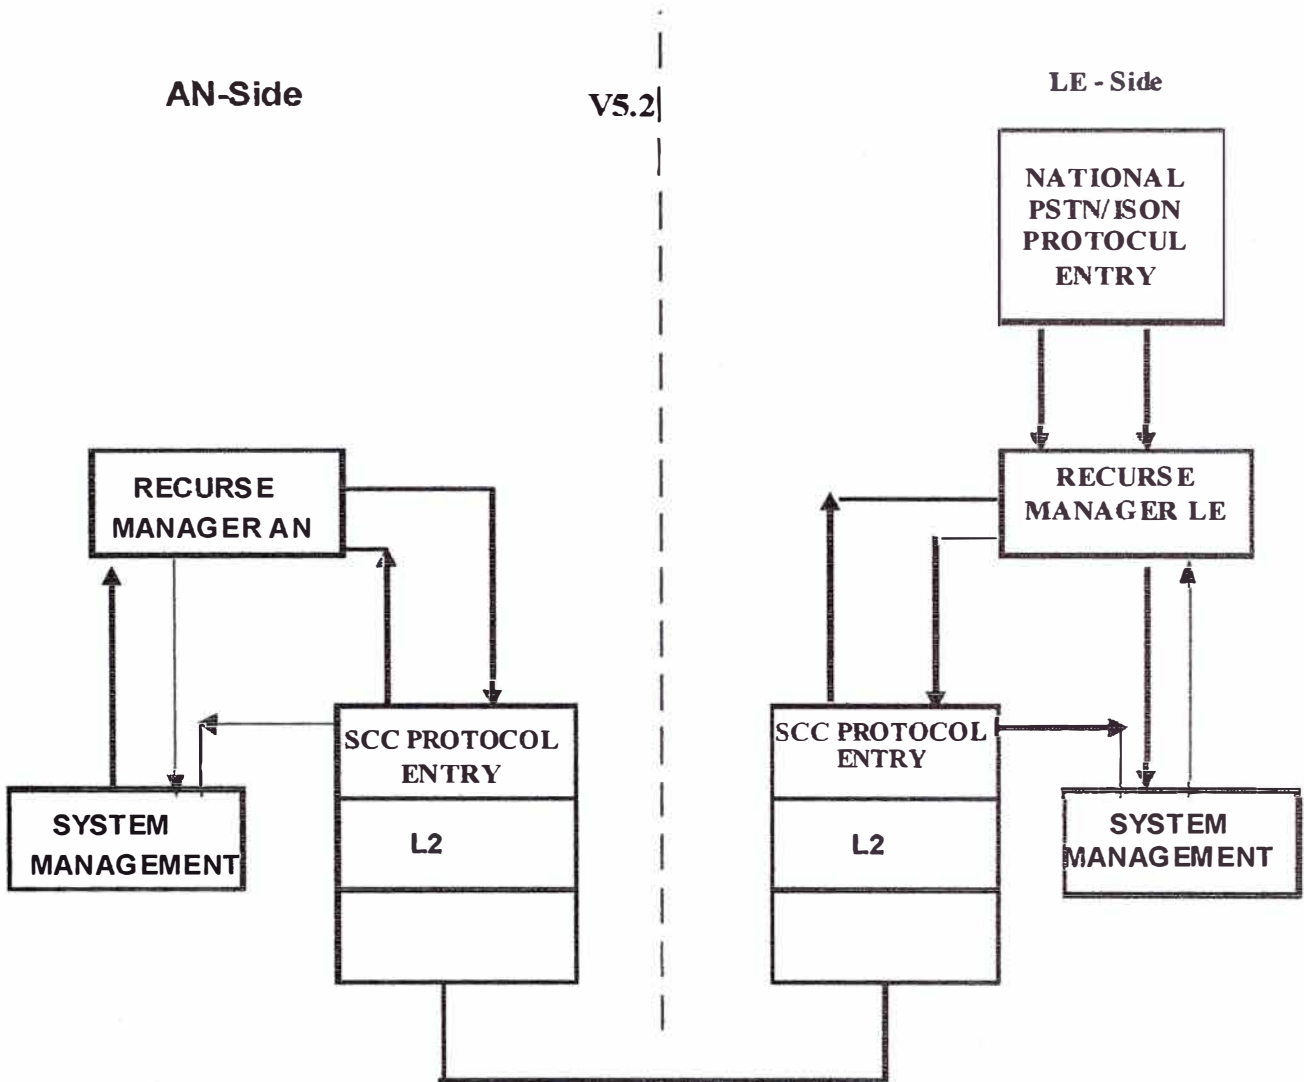 AN-Side
V5.2
LE - Side
NATIONAL
PSTN/ISON
PROTOCUL
ENTRY
RECURSE
MANAGER AN
RECURSE
MANAGER LE
SCC PROTOCOL
ENTRY
L2
SYSTEM
MANAGEMENT
SCC PROTOCOL
ENTRY
L2
SYSTEM
MANAGEMENT